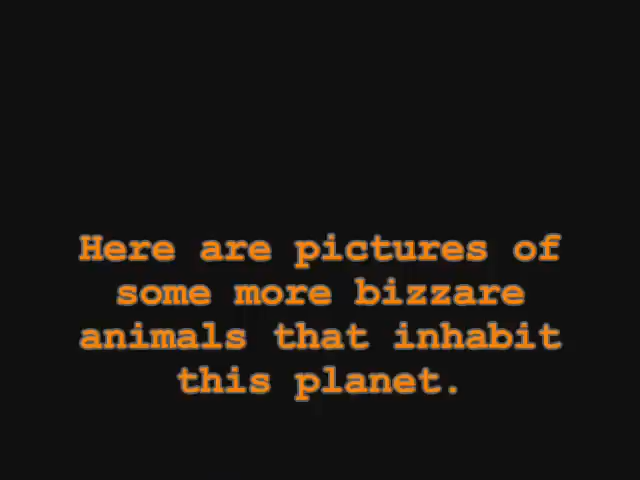 Here are pictures of
some more bizzare
animals that inhabit
this planet.